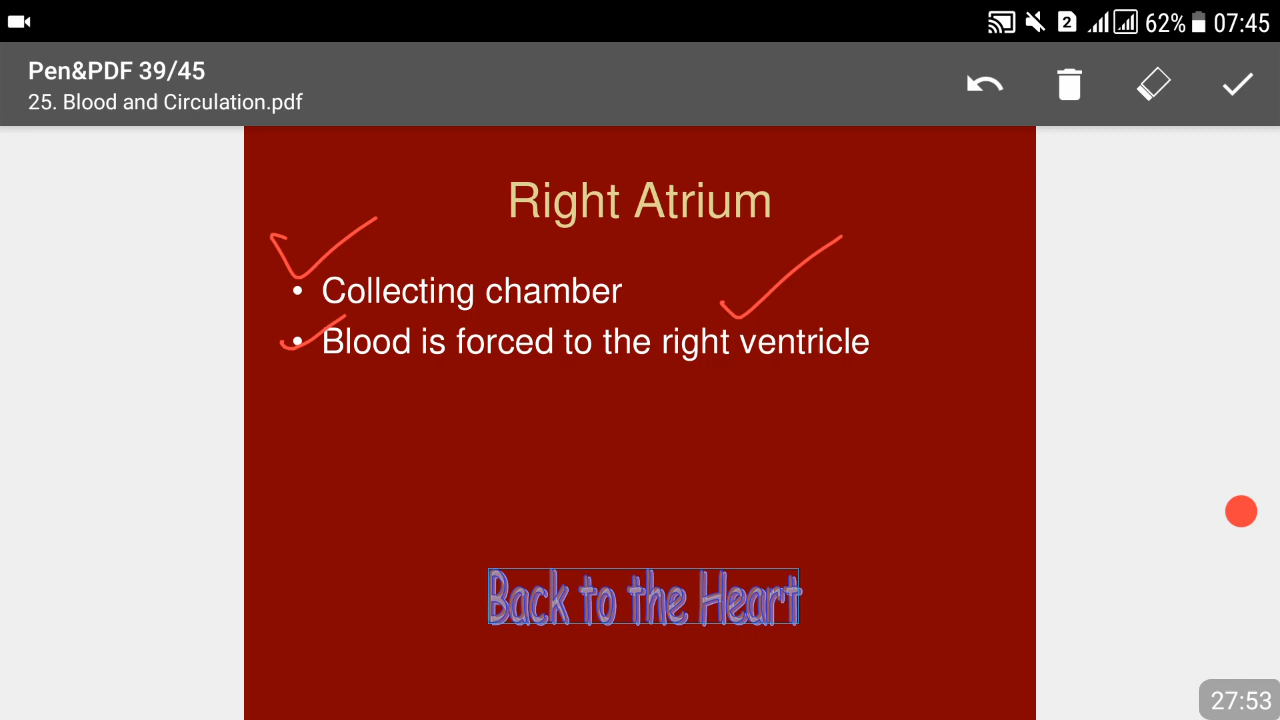 2 62% 07:45
Pen&PDF 39/45
25. Blood and Circulation.pdf
Right Atrium
• Collecting chamber
• Blood is forced to the right ventricle
Back to the Heart
27:53